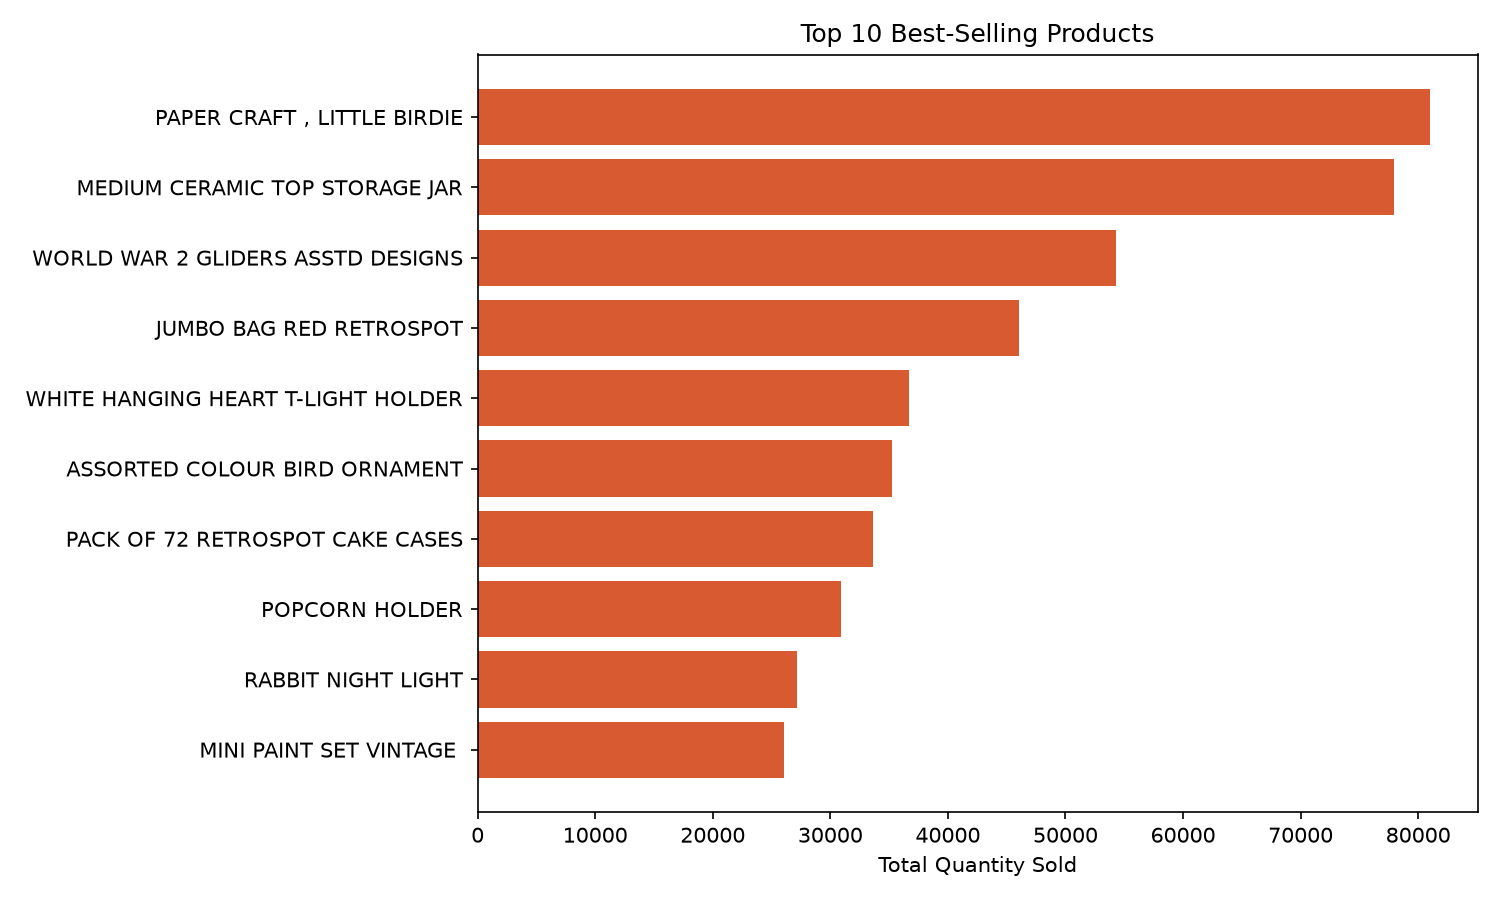 Top 10 Best-Selling Products
PAPER CRAFT , LITTLE BIRDIE
MEDIUM CERAMIC TOP STORAGE JAR
WORLD WAR 2 GLIDERS ASSTD DESIGNS
JUMBO BAG RED RETROSPOT
WHITE HANGING HEART T-LIGHT HOLDER
ASSORTED COLOUR BIRD ORNAMENT
PACK OF 72 RETROSPOT CAKE CASES
POPCORN HOLDER
RABBIT NIGHT LIGHT
MINI PAINT SET VINTAGE
0 10000 20000 30000 40000 50000 60000 70000 80000
Total Quantity Sold